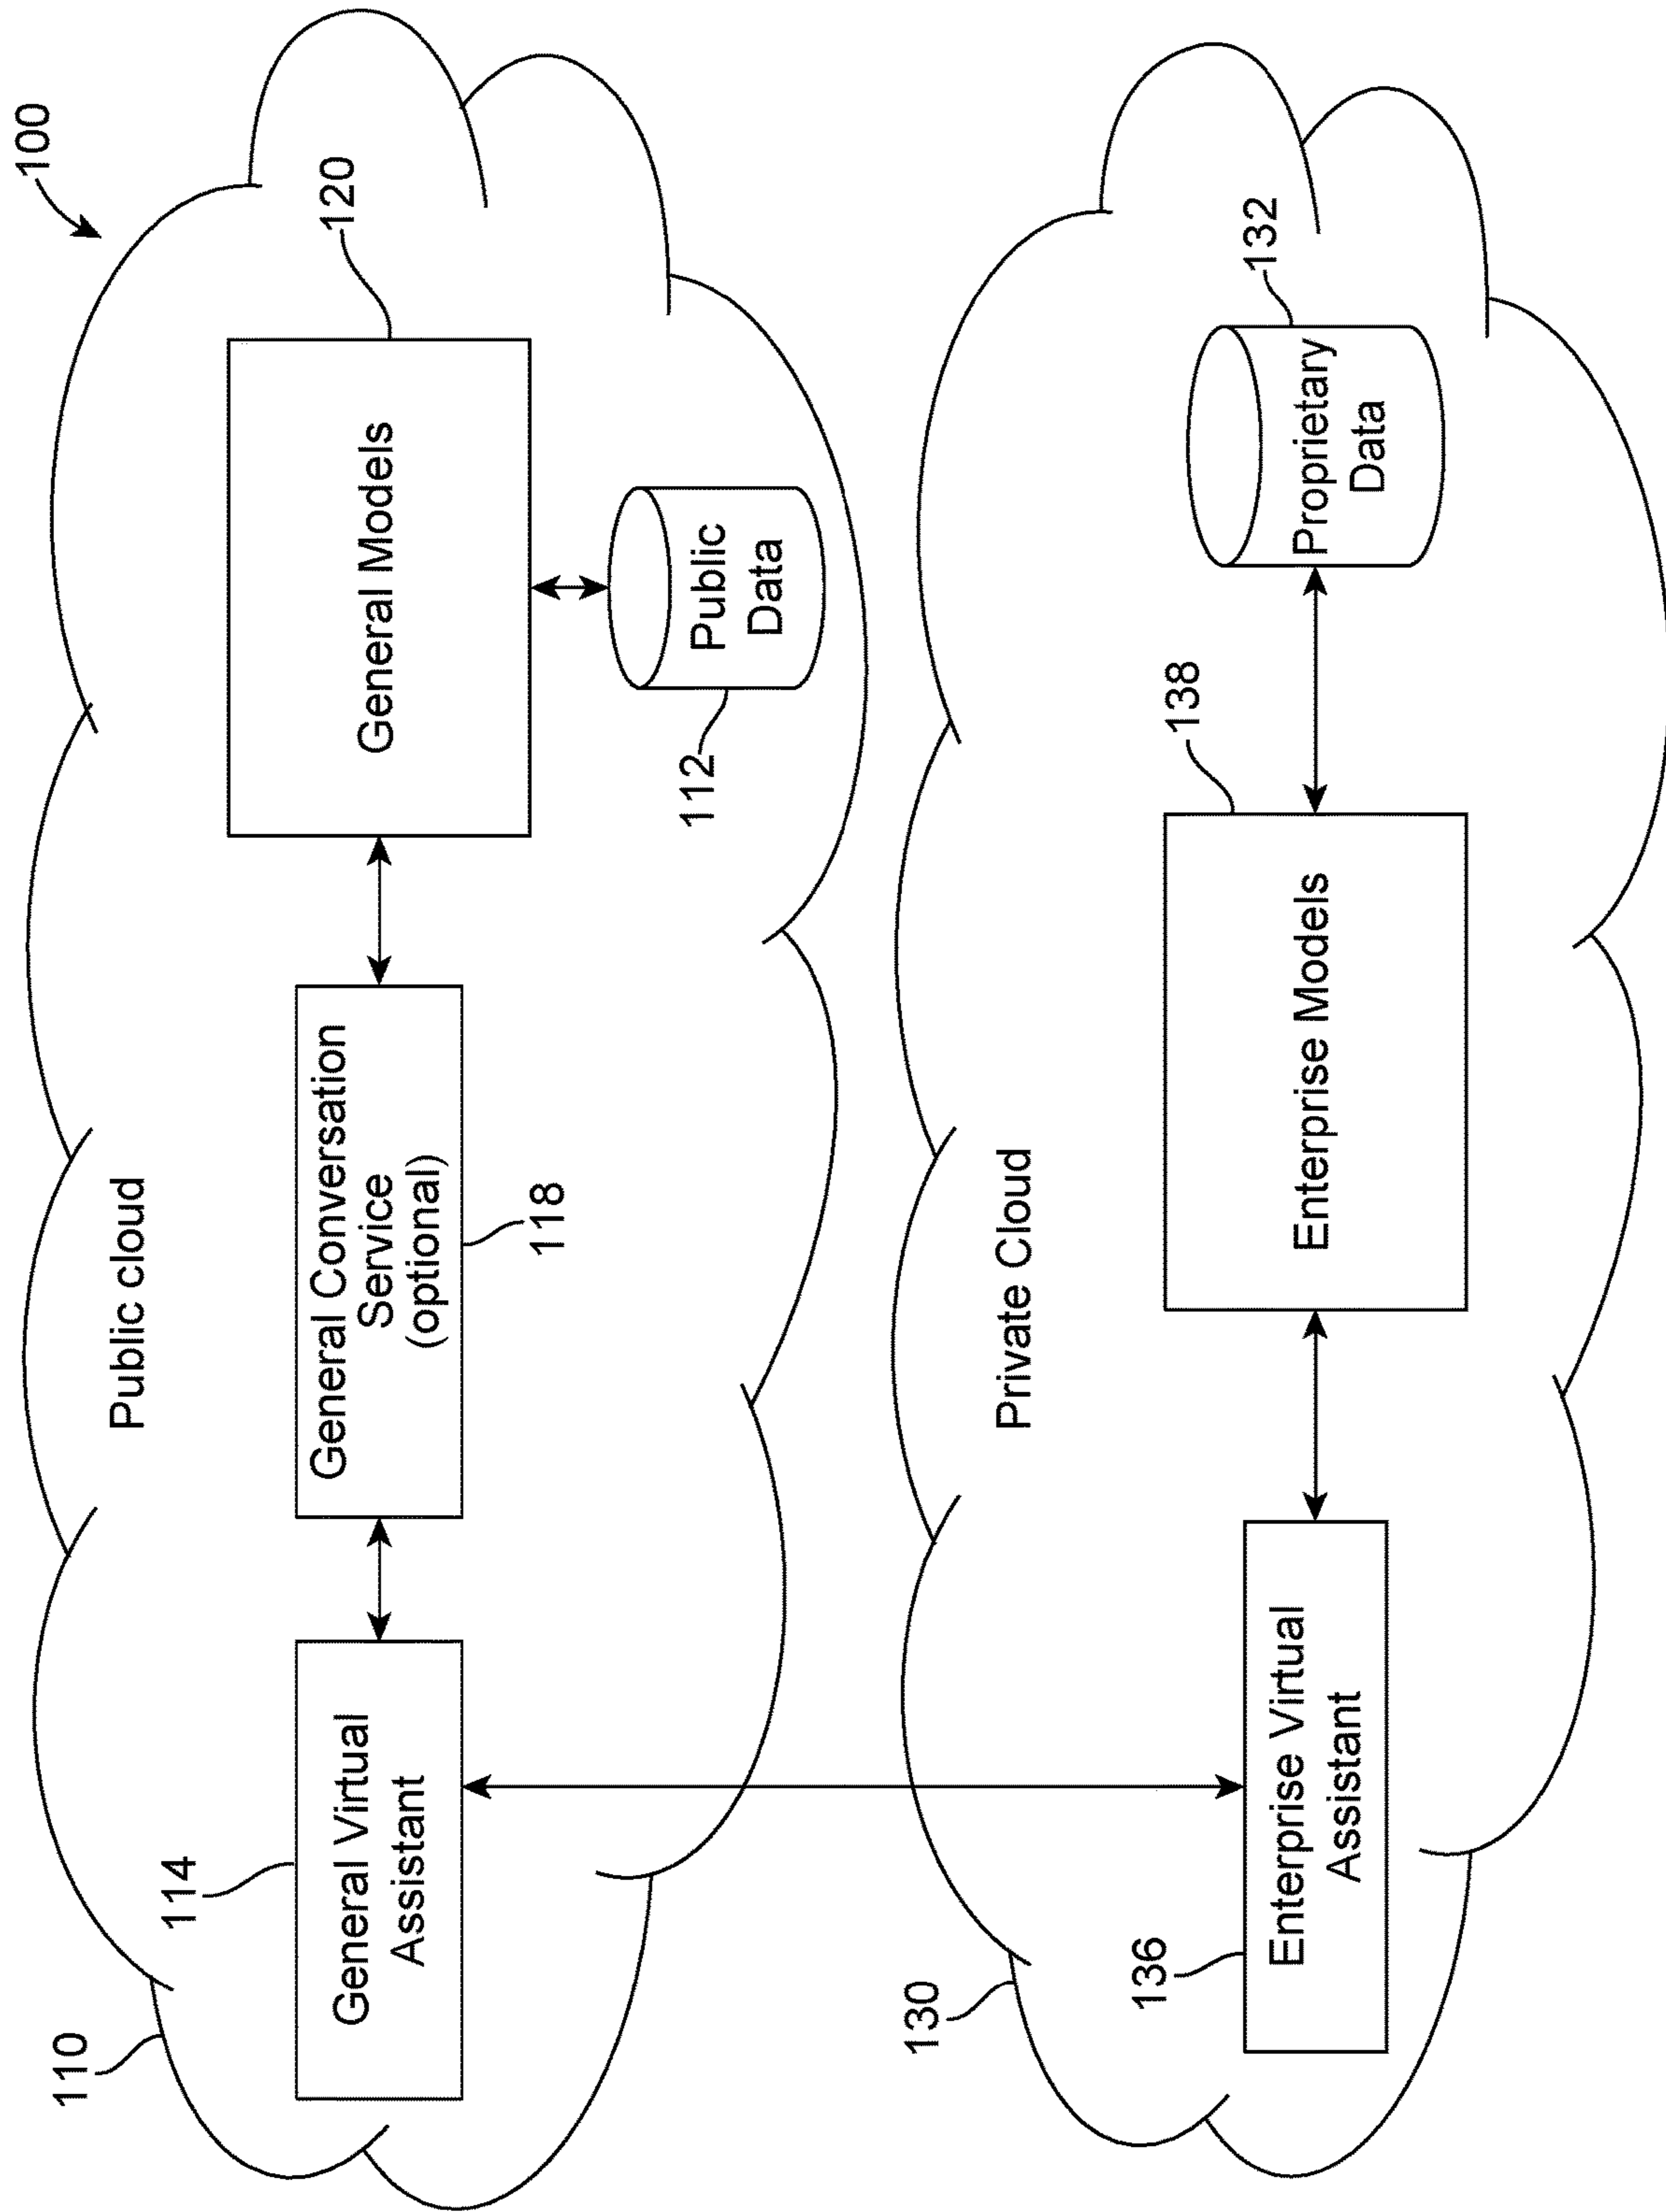 100
Public cloud
110
114
General Virtual
Assistant
General Conversation
Service
(optional)
118
General Models
120
Public
Data
112
Private Cloud
130
136
Enterprise Virtual
Assistant
Enterprise Models
138
Proprietary
Data
132